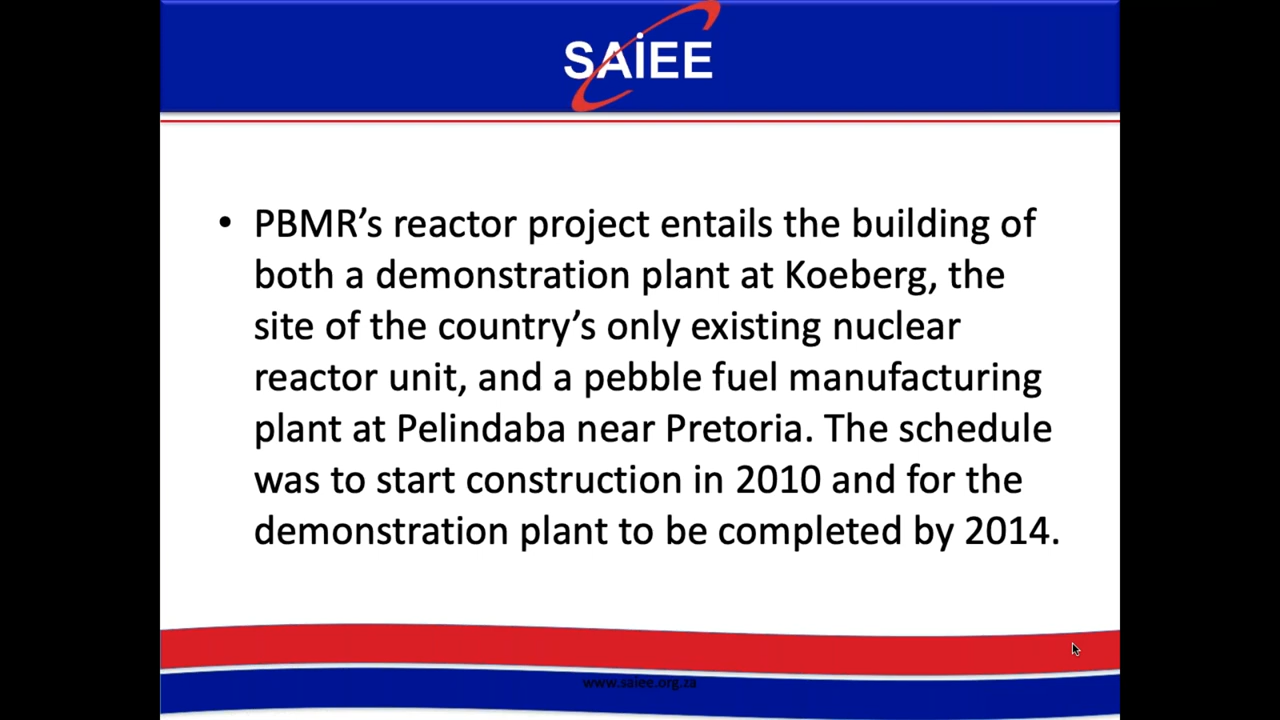 SAiEE
• PBMR’s reactor project entails the building of
both a demonstration plant at Koeberg, the
site of the country’s only existing nuclear
reactor unit, and a pebble fuel manufacturing
plant at Pelindaba near Pretoria. The schedule
was to start construction in 2010 and for the
demonstration plant to be completed by 2014.
www.saiee.org.za